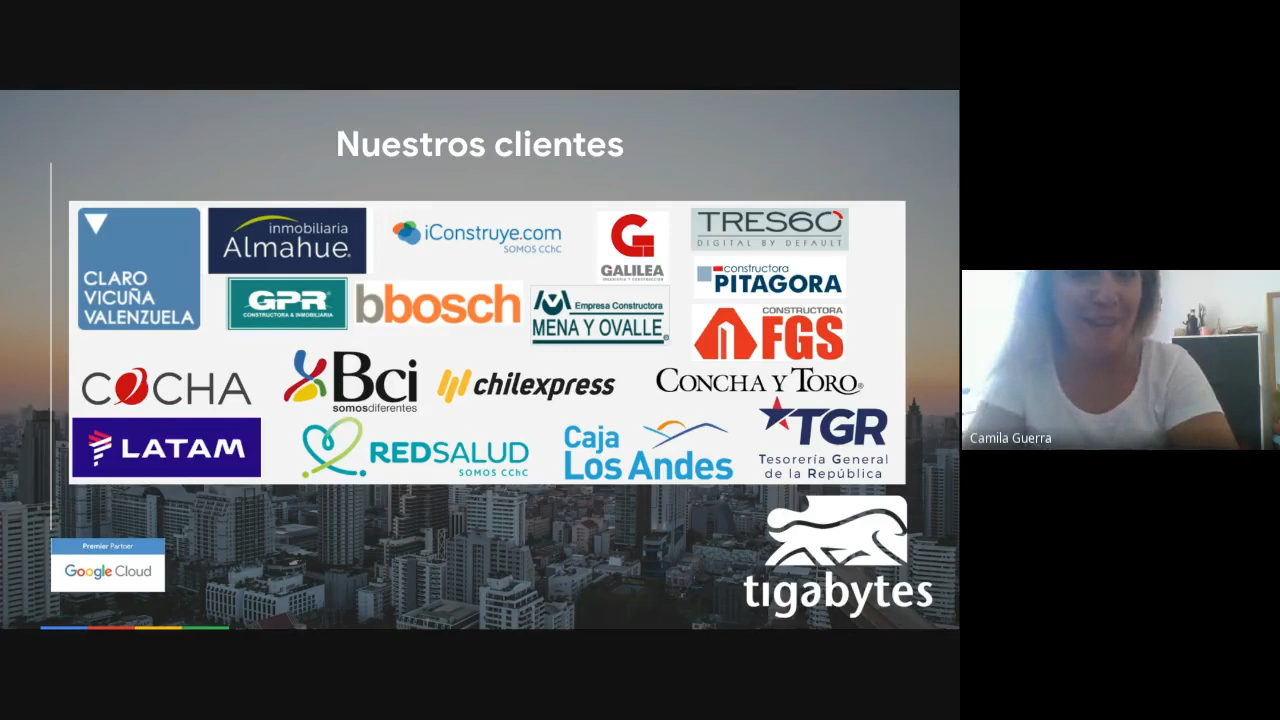 Nuestros clientes
CLARO
VICUÑA
VALENZUELA
inmobiliaria
Almahue
iConstruye.com
SOMOS CChC
GALILEA
INGENIERÍA Y CONSTRUCCIÓN
TRES60
DIGITAL BY DEFAULT
constructora
PITAGORA
GPR
CONSTRUCTORA & INMOBILIARIA
bbosch
Empresa Constructora
MENA Y OVALLE
CONSTRUCTORA
FGS
COCHA
Bci
somosdiferentes
chilexpress
CONCHA Y TORO
LATAM
REDSALUD
SOMOS CChC
Caja
Los Andes
TGR
Tesorería General
de la República
Premier Partner
Google Cloud
tigabytes
Camila Guerra